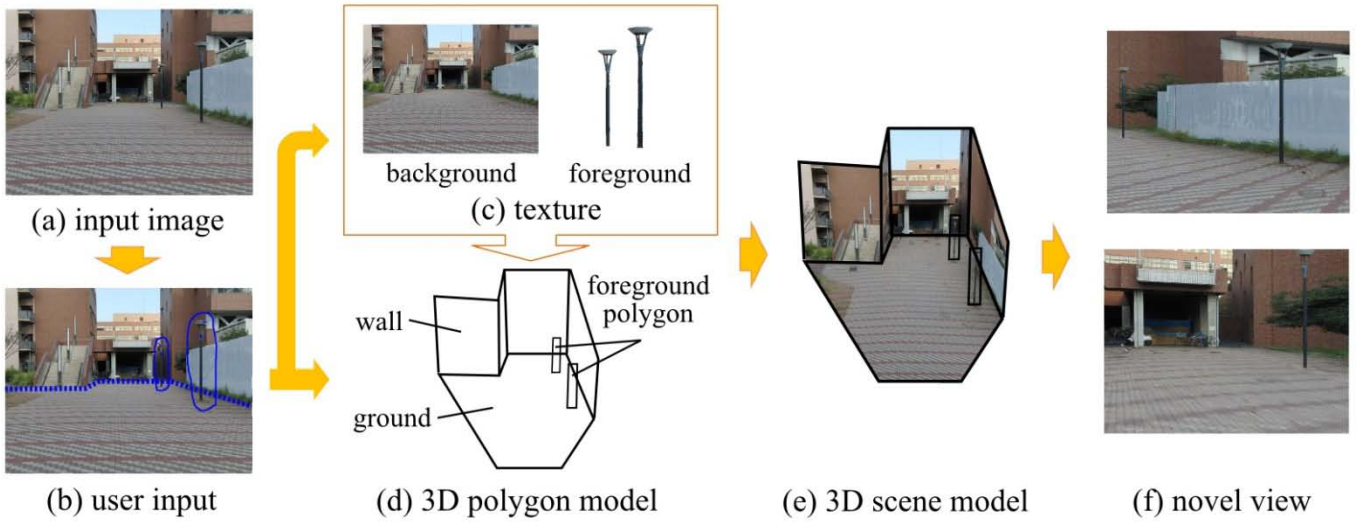 (a) input image
(b) user input
background
foreground
(c) texture
wall
ground
foreground
polygon
(d) 3D polygon model
(e) 3D scene model
(f) novel view